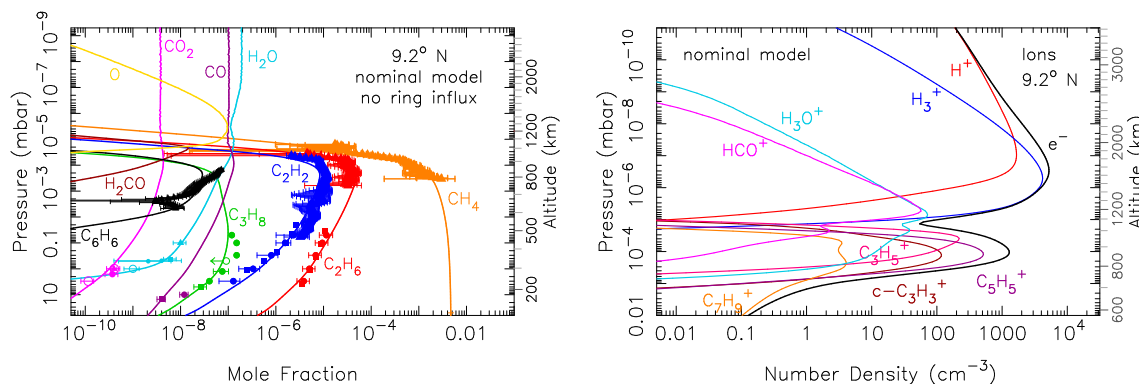 9.2° N
nominal model
no ring influx
CO₂
CO
H₂O
O
H₂CO
C₆H₆
C₃H₈
C₂H₂
C₂H₆
CH₄
Pressure (mbar)
10⁻⁹
10⁻⁷
10⁻⁵
10⁻³
0.1
10
Altitude (km)
2000
1200
800
500
200
10⁻¹⁰
10⁻⁸
10⁻⁶
10⁻⁴
0.01
Mole Fraction
nominal model
Ions
9.2° N
H⁺
H₃⁺
H₃O⁺
HCO⁺
e⁻
C₃H₅⁺
C₅H₅⁺
c−C₃H₃⁺
C₇H₉⁺
Pressure (mbar)
10⁻¹⁰
10⁻⁸
10⁻⁶
10⁻⁴
0.01
Altitude (km)
3000
2000
1200
800
600
0.01
0.1
1
10
100
1000
10⁴
Number Density (cm⁻³)